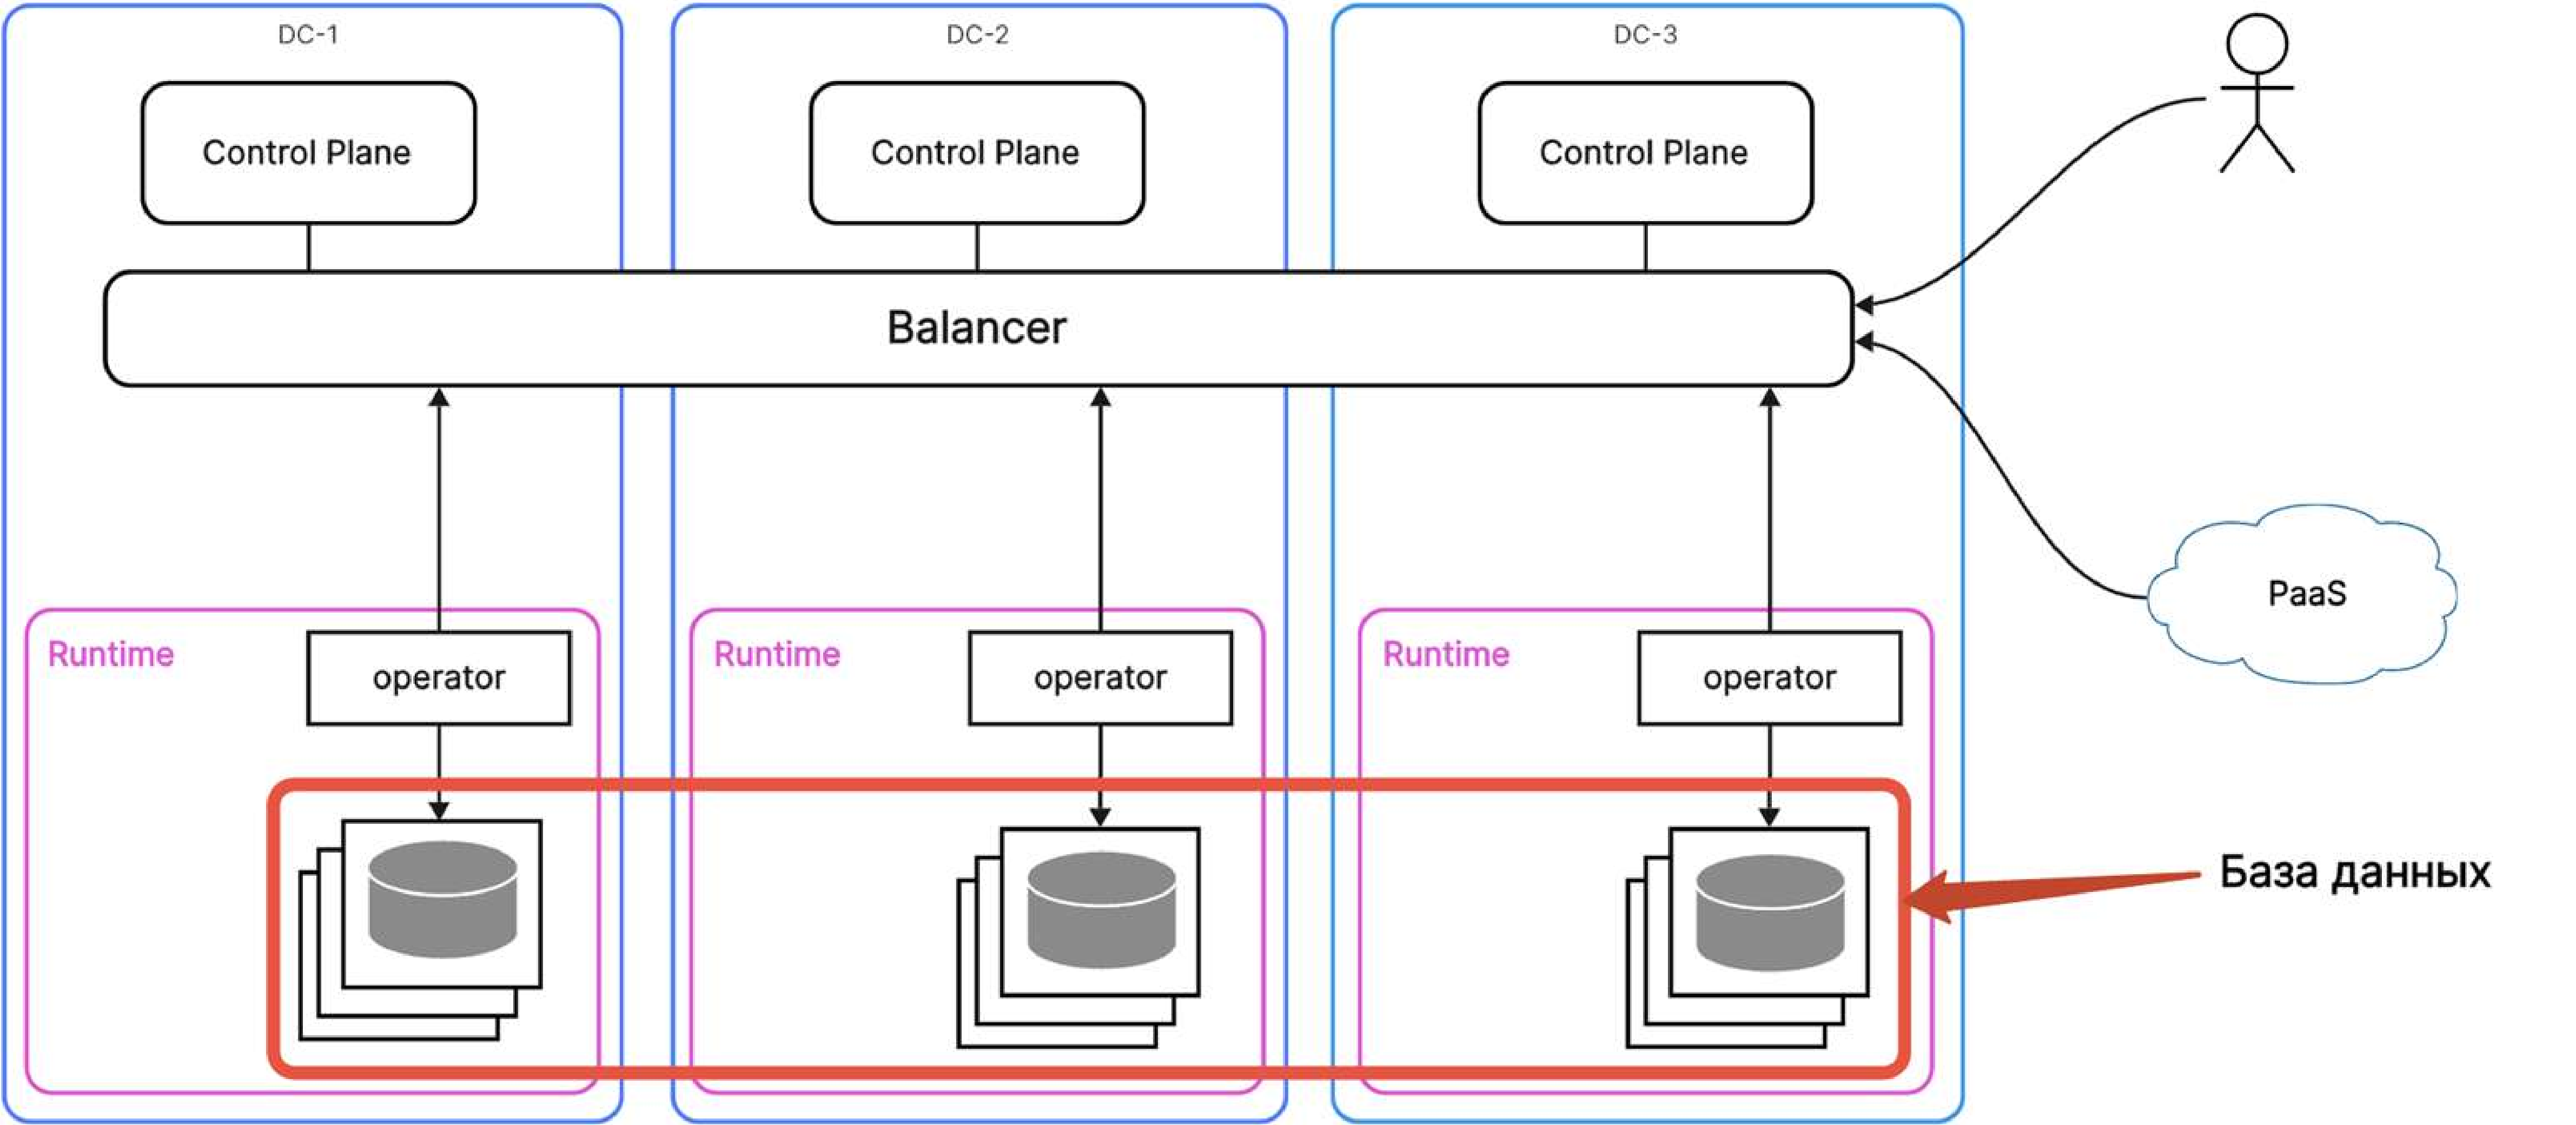 DC-1
DC-2
DC-3
Control Plane
Control Plane
Control Plane
Balancer
PaaS
Runtime
operator
Runtime
operator
Runtime
operator
База данных